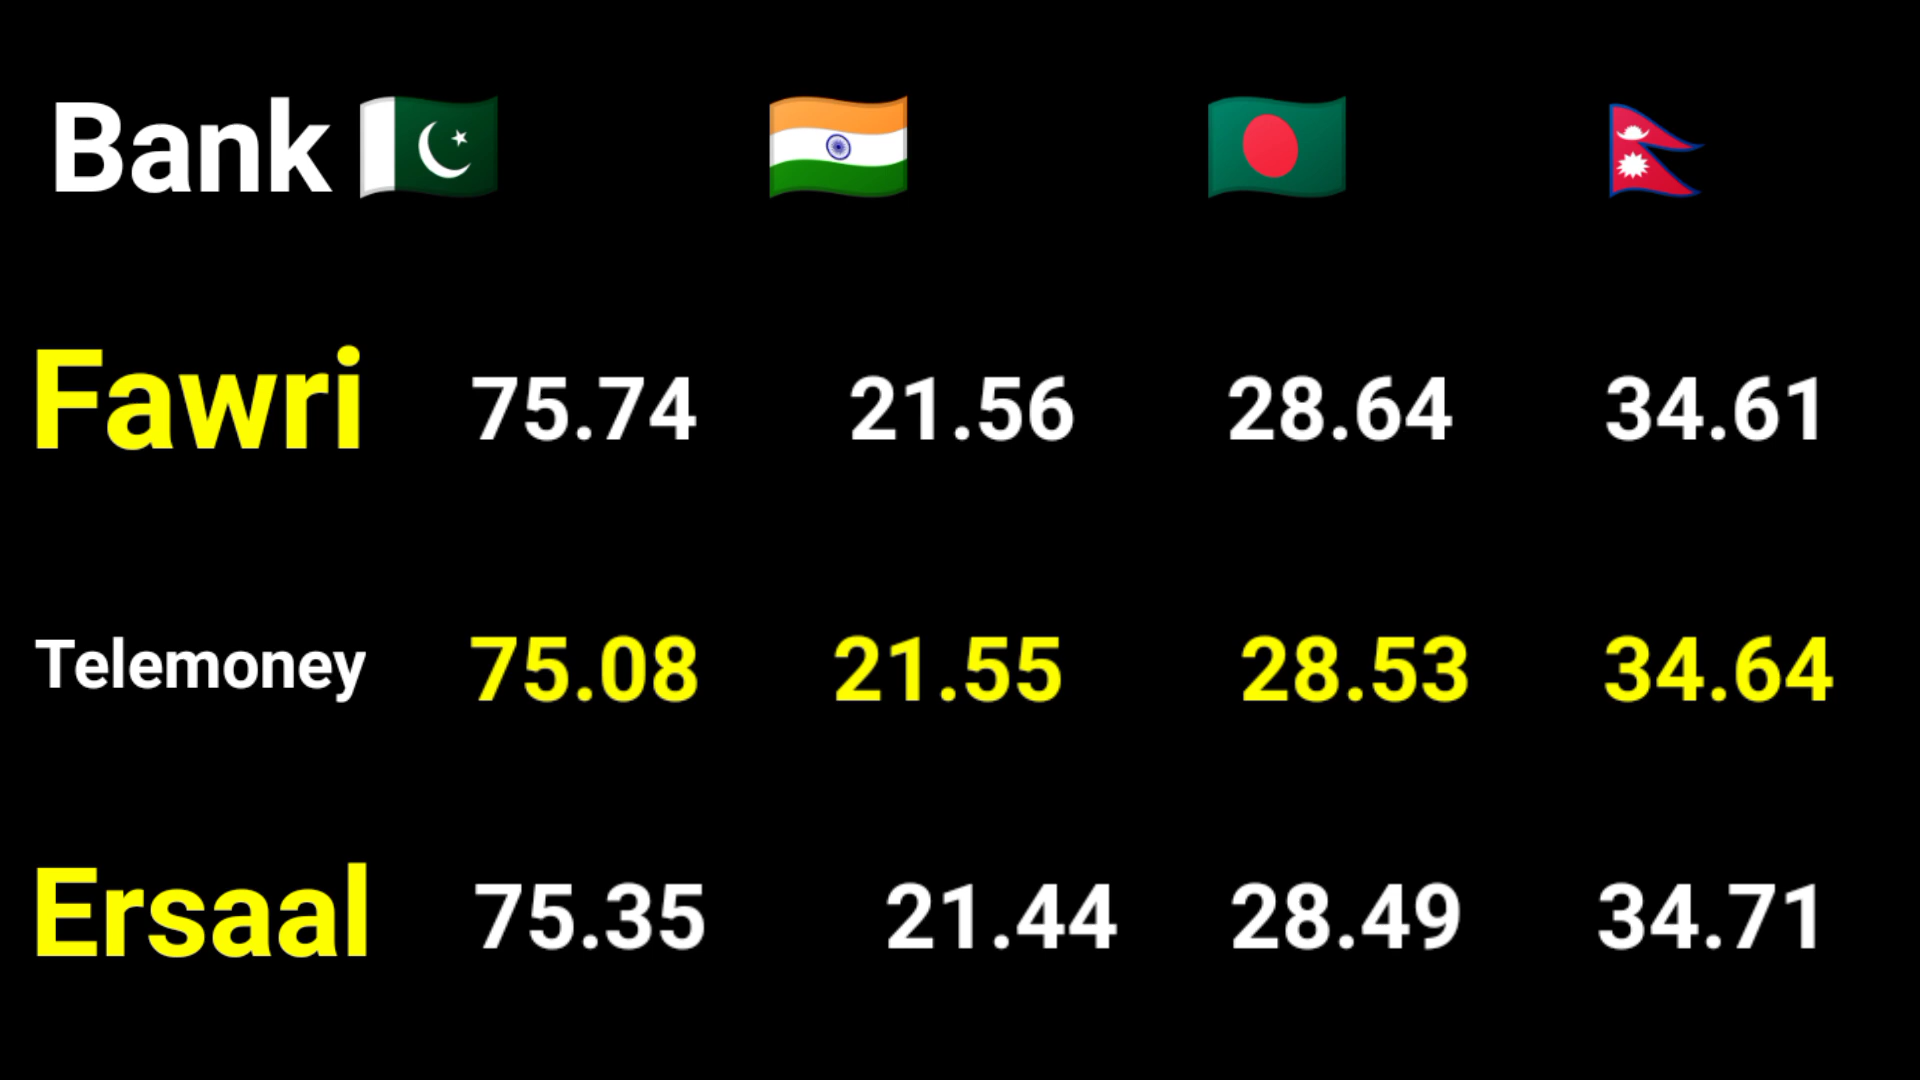 Bank 🇵🇰 🇮🇳 🇧🇩 🇳🇵
Fawri 75.74 21.56 28.64 34.61
Telemoney 75.08 21.55 28.53 34.64
Ersaal 75.35 21.44 28.49 34.71